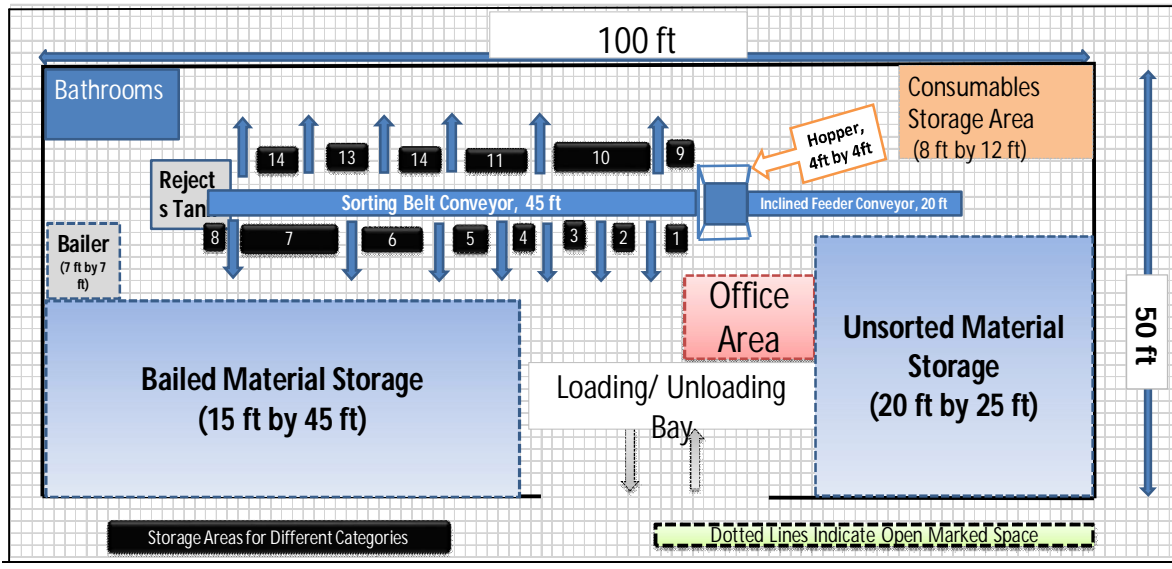 100 ft
Bathrooms
Consumables
Storage Area
(8 ft by 12 ft)
Hopper,
4ft by 4ft
14
13
14
11
10
9
Reject
s Tank
Sorting Belt Conveyor, 45 ft
Inclined Feeder Conveyor, 20 ft
8
7
6
5
4
3
2
1
Bailer
(7 ft by 7
ft)
Office
Area
50 ft
Unsorted Material
Storage
(20 ft by 25 ft)
Bailed Material Storage
(15 ft by 45 ft)
Loading/ Unloading
Bay
Storage Areas for Different Categories
Dotted Lines Indicate Open Marked Space